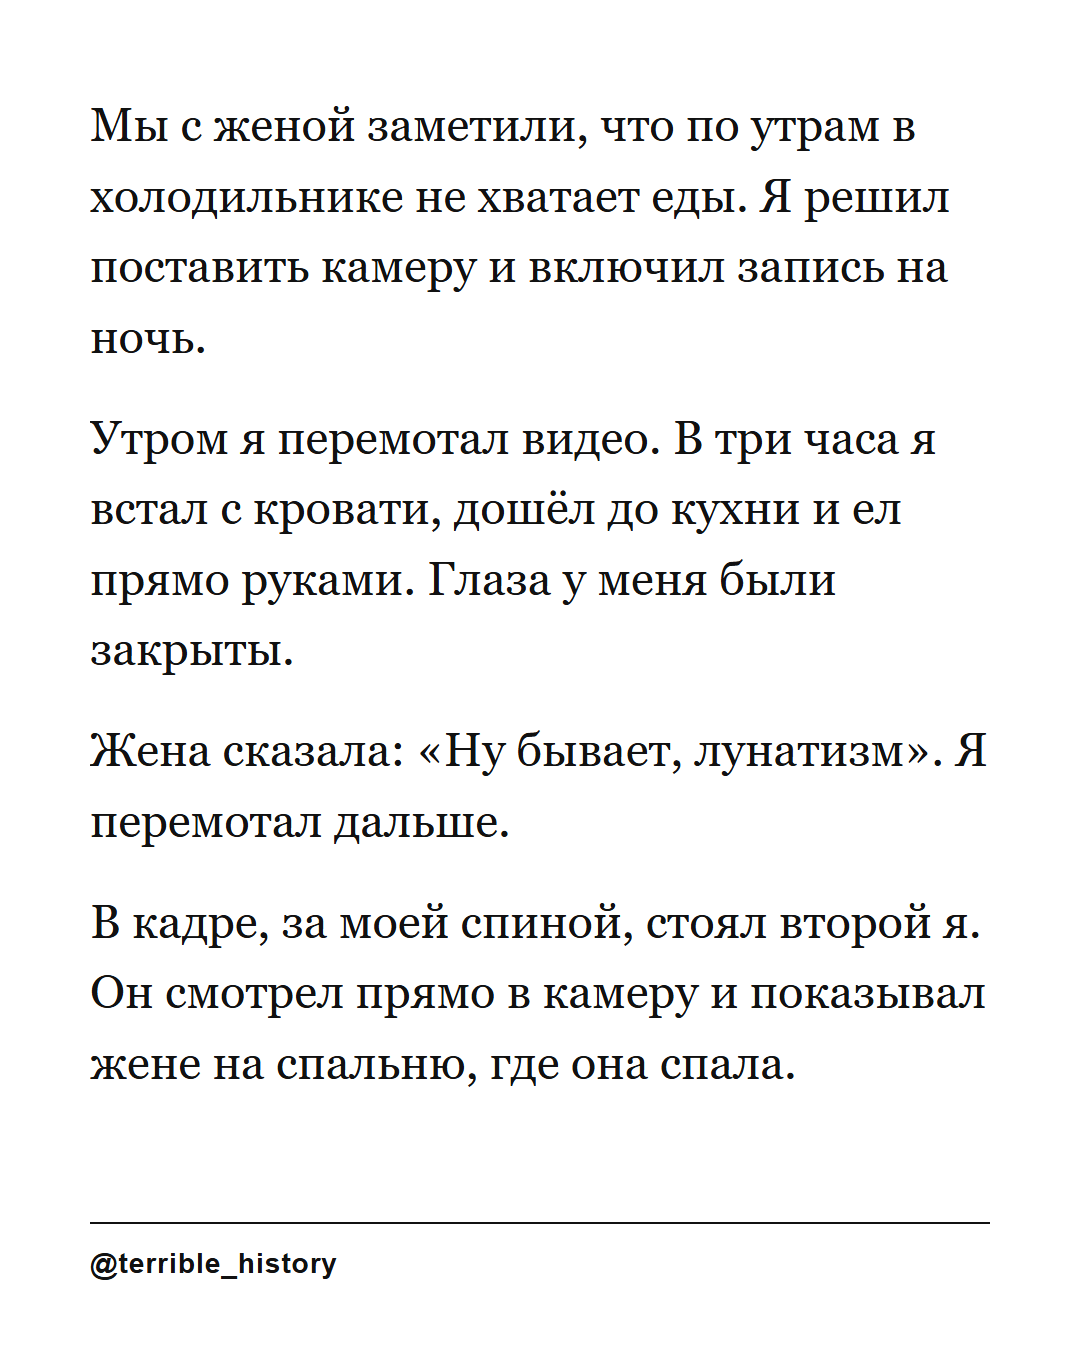 Мы с женой заметили, что по утрам в
холодильнике не хватает еды. Я решил
поставить камеру и включил запись на
ночь.
Утром я перемотал видео. В три часа я
встал с кровати, дошёл до кухни и ел
прямо руками. Глаза у меня были
закрыты.
Жена сказала: «Ну бывает, лунатизм». Я
перемотал дальше.
В кадре, за моей спиной, стоял второй я.
Он смотрел прямо в камеру и показывал
жене на спальню, где она спала.
@terrible_history